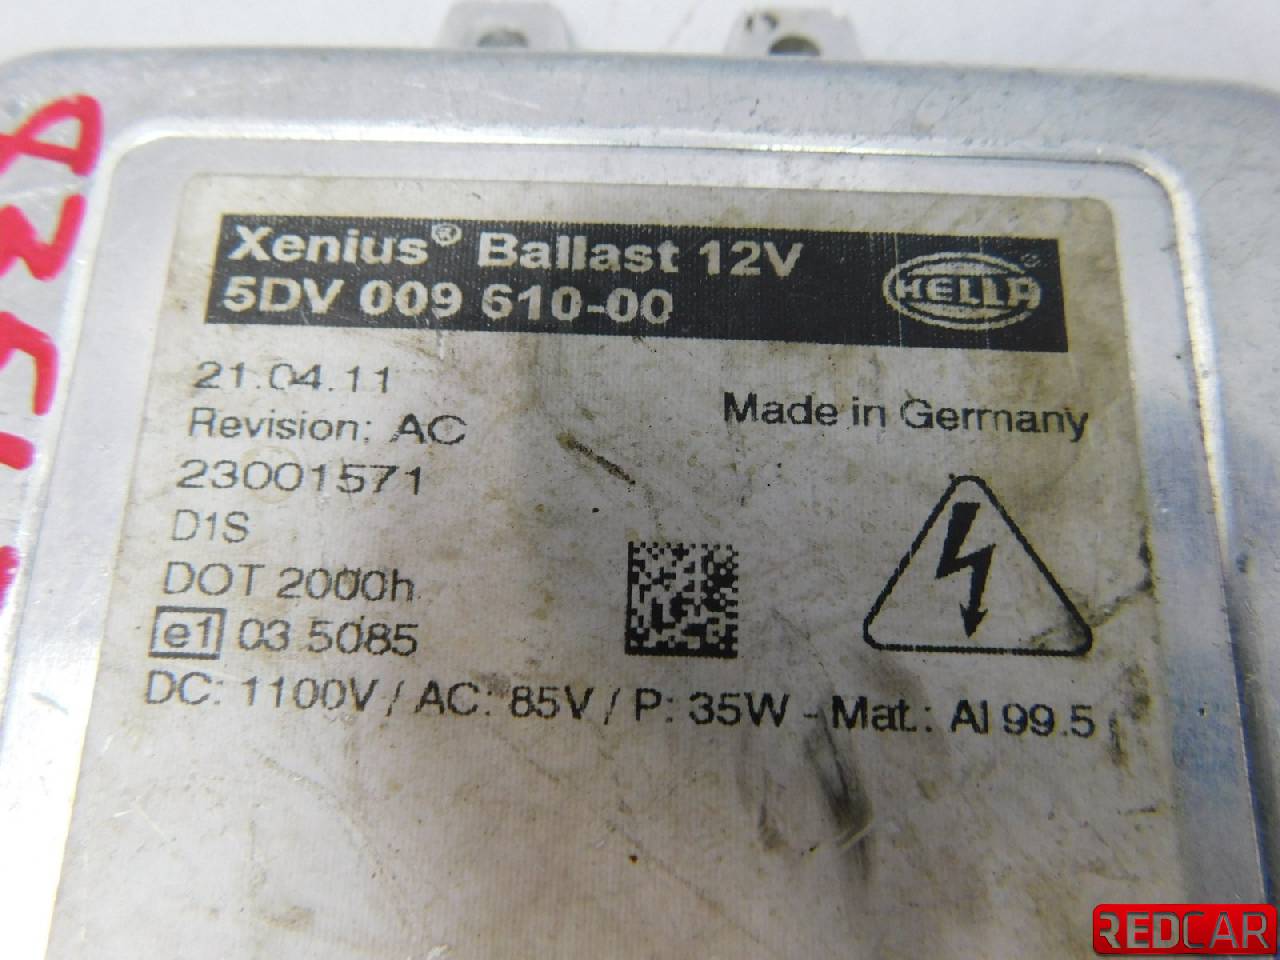 Xenius® Ballast 12V
5DV 009 610-00
HELLA®
21.04.11
Revision: AC
Made in Germany
23001571
D1S
DOT 2000h
e1 03 5085
DC: 1100V / AC: 85V / P: 35W - Mat.: Al 99.5
REDCAR